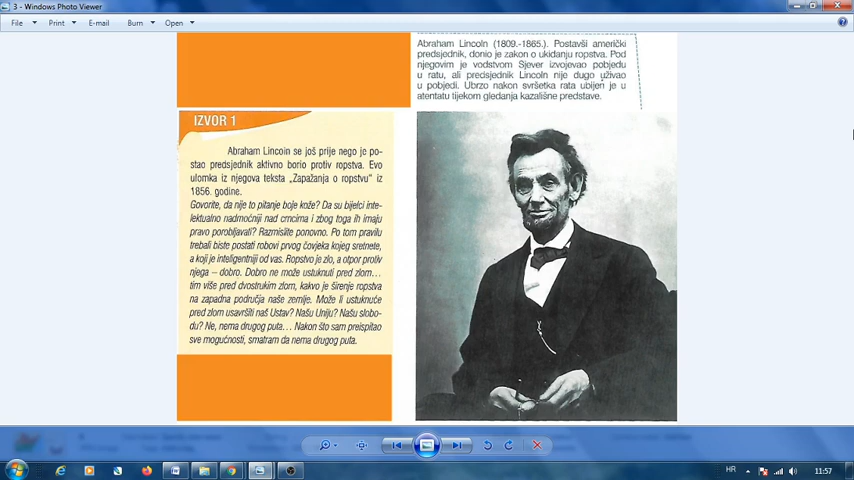 3 - Windows Photo Viewer
File
Print
E-mail
Burn
Open
Abraham Lincoln (1809.-1865.). Postavši američki
predsjednik, donio je zakon o ukidanju ropstva. Pod
njegovim je vodstvom Sjever izvojevao pobjedu
u ratu, ali predsjednik Lincoln nije dugo uživao
u pobjedi. Ubrzo nakon svršetka rata ubijen je u
atentatu tijekom gledanja kazališne predstave.
IZVOR 1
Abraham Lincoln se još prije nego je po-
stao predsjednik aktivno borio protiv ropstva. Evo
ulomka iz njegova teksta „Zapažanja o ropstvu" iz
1856. godine.
Govorite, da nije to pitanje boje kože? Da su bijelci inte-
lektualno nadmoćniji nad crncima i zbog toga ih imaju
pravo porobljavati? Razmislite ponovno. Po tom pravilu
trebali biste postati robovi prvog čovjeka kojeg sretnete,
a koji je inteligentniji od vas. Ropstvo je zlo, a otpor protiv
njega – dobro. Dobro ne može ustuknuti pred zlom…
tim više pred dvostrukim zlom, kakvo je širenje ropstva
na zapadna područja naše zemlje. Može li ustuknuće
pred zlom usavršiti naš Ustav? Našu Uniju? Našu slobo-
du? Ne, nema drugog puta… Nakon što sam preispitao
sve mogućnosti, smatram da nema drugog puta.
HR
11:57